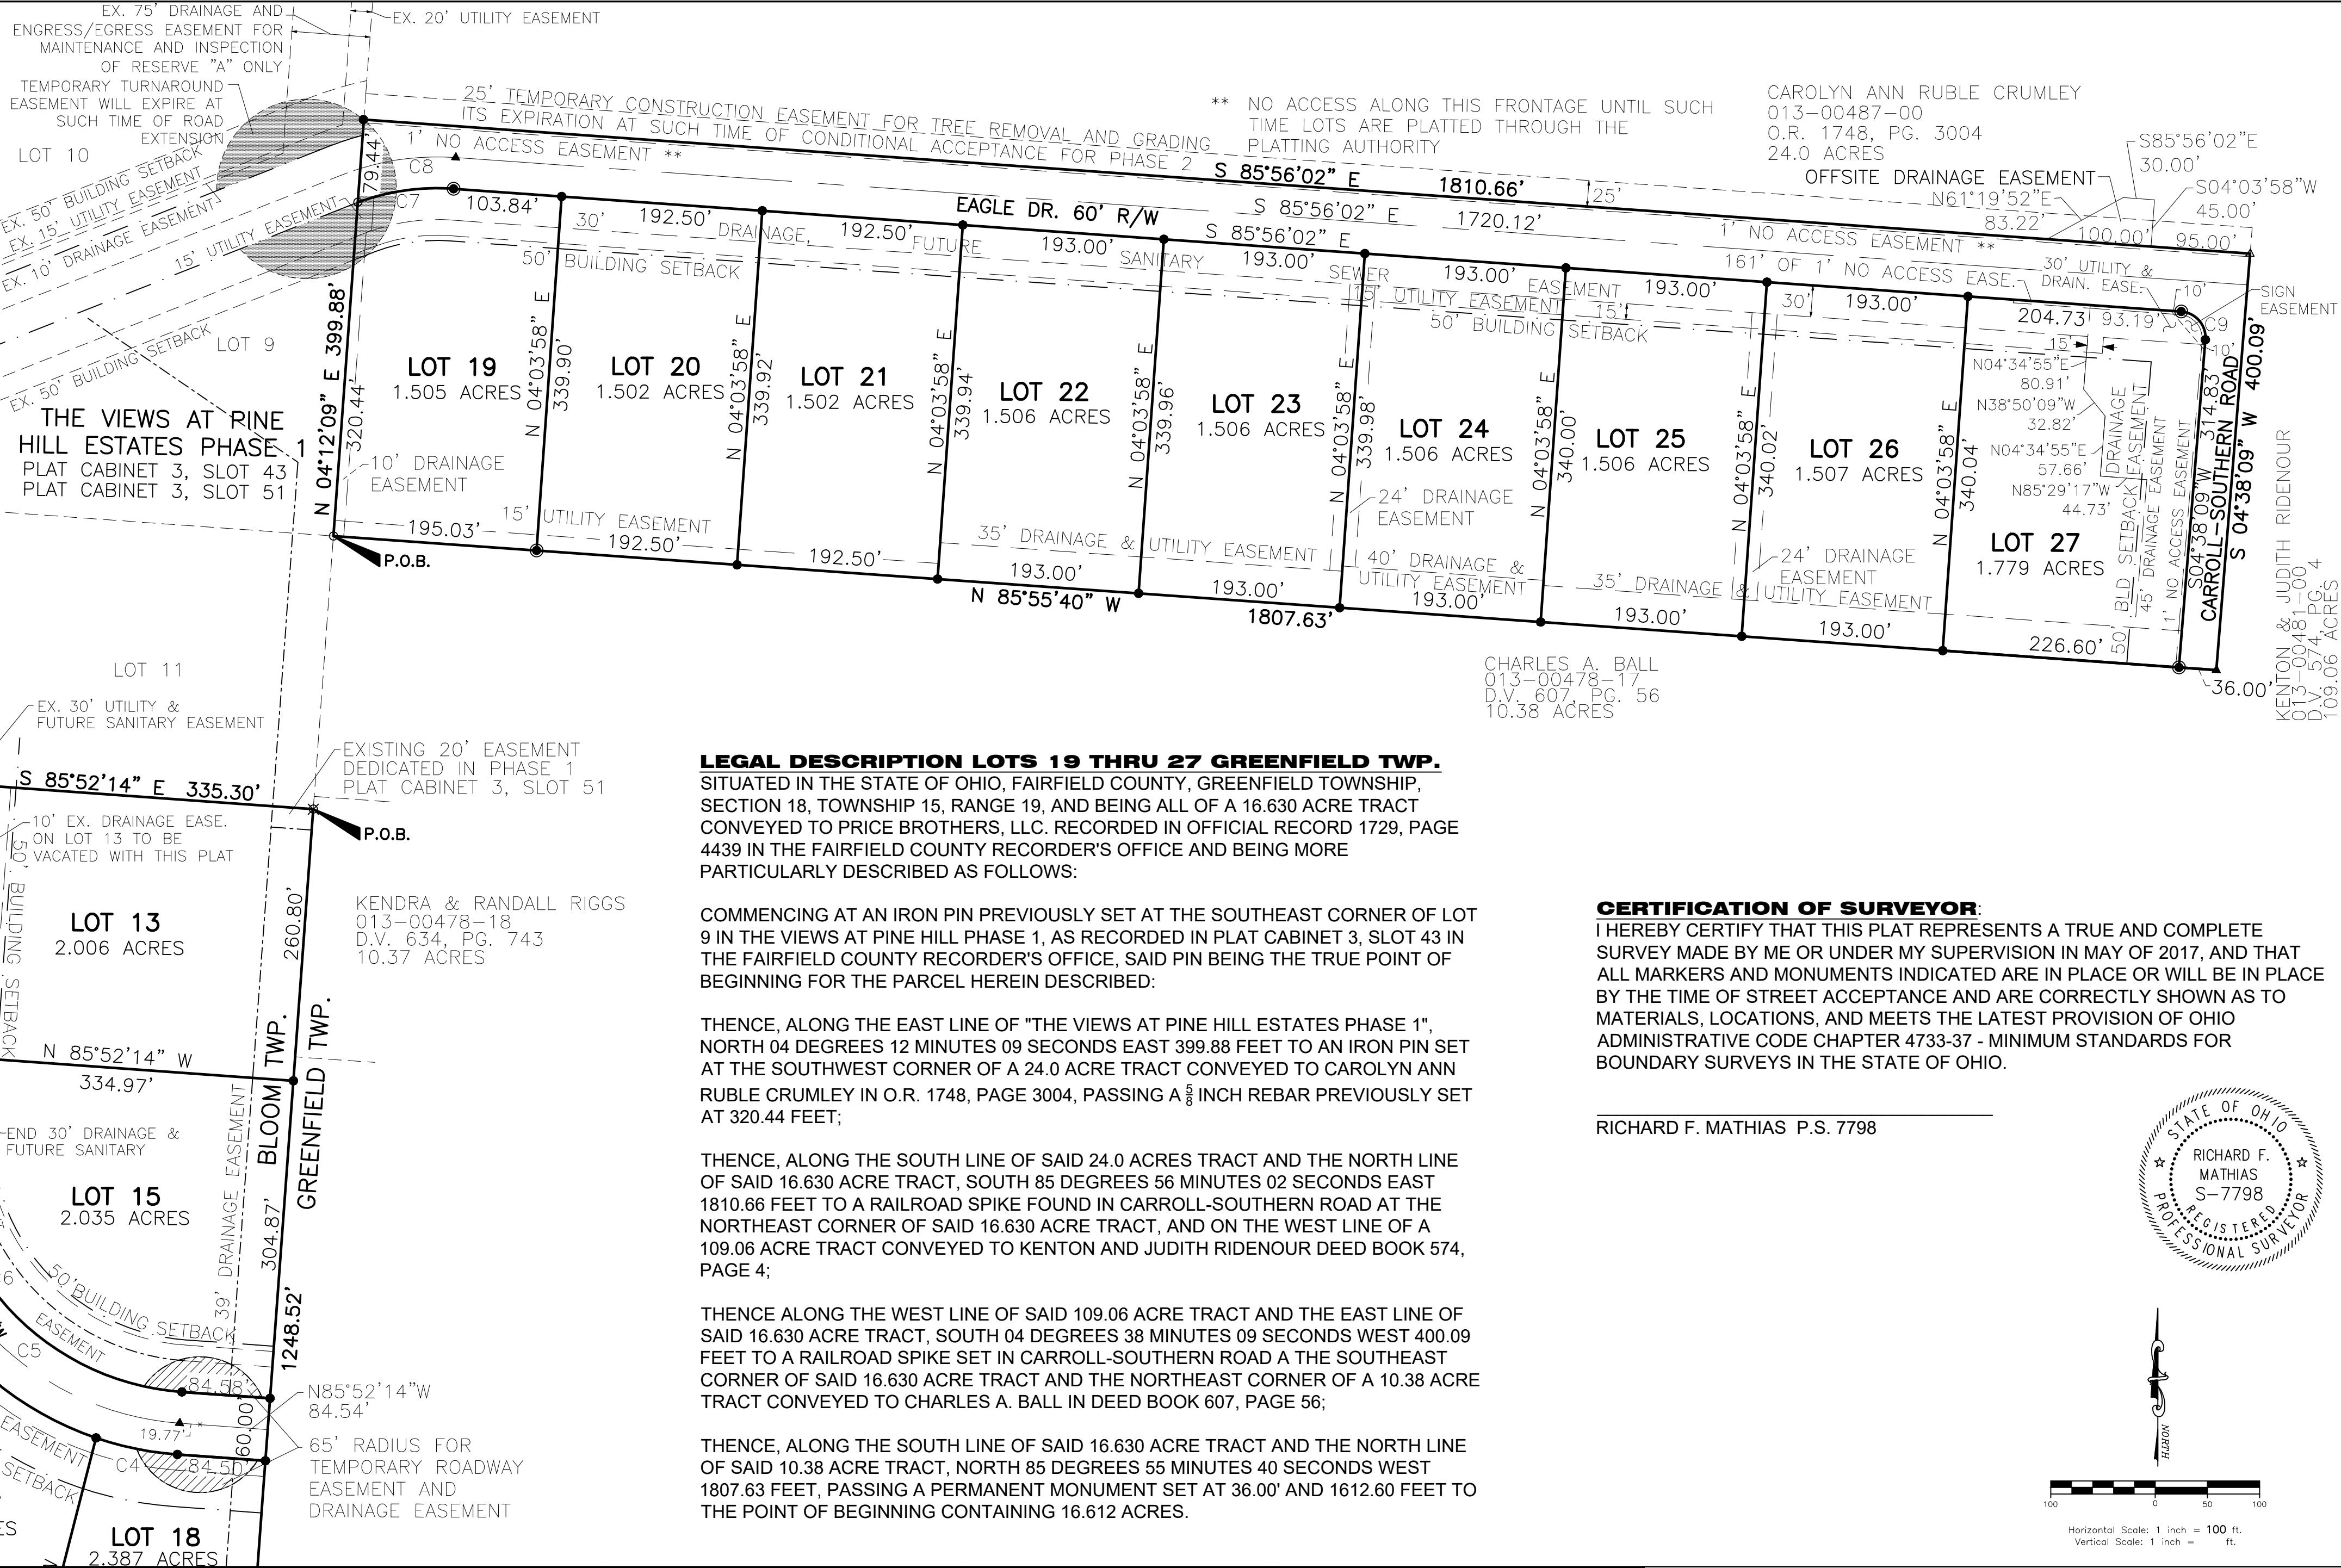 EX. 75' DRAINAGE AND
ENGRESS/EGRESS EASEMENT FOR
MAINTENANCE AND INSPECTION
OF RESERVE "A" ONLY
TEMPORARY TURNAROUND
EASEMENT WILL EXPIRE AT
SUCH TIME OF ROAD
EXTENSION
EX. 20' UTILITY EASEMENT
LOT 10
EX. 50' BUILDING SETBACK
EX. 15' UTILITY EASEMENT
EX. 10' DRAINAGE EASEMENT
15' UTILITY EASEMENT
EX. 50' BUILDING SETBACK
LOT 9
25' TEMPORARY CONSTRUCTION EASEMENT FOR TREE REMOVAL AND GRADING
ITS EXPIRATION AT SUCH TIME OF CONDITIONAL ACCEPTANCE FOR PHASE 2
1' NO ACCESS EASEMENT **
** NO ACCESS ALONG THIS FRONTAGE UNTIL SUCH
TIME LOTS ARE PLATTED THROUGH THE
PLATTING AUTHORITY
CAROLYN ANN RUBLE CRUMLEY
013-00487-00
O.R. 1748, PG. 3004
24.0 ACRES
OFFSITE DRAINAGE EASEMENT
S85°56'02"E
30.00'
S04°03'58"W
45.00'
N61°19'52"E
83.22'
100.00'
95.00'
79.44'
C8
C7
S 85°56'02" E 1810.66'
25'
EAGLE DR. 60' R/W
S 85°56'02" E 1720.12'
S 85°56'02" E
1' NO ACCESS EASEMENT **
161' OF 1' NO ACCESS EASE.
30' UTILITY &
DRAIN. EASE.
10'
SIGN
EASEMENT
103.84'
192.50'
192.50'
193.00'
193.00'
193.00'
193.00'
193.00'
204.73
93.19
C9
10'
30' DRAINAGE, FUTURE SANITARY SEWER EASEMENT
50' BUILDING SETBACK
15' UTILITY EASEMENT
15'
30'
50' BUILDING SETBACK
15'
N04°34'55"E
80.91'
N38°50'09"W
32.82'
N04°34'55"E
57.66'
N85°29'17"W
44.73'
N 04°12'09" E 399.88'
320.44'
LOT 19
1.505 ACRES
N 04°03'58" E
339.90'
LOT 20
1.502 ACRES
N 04°03'58" E
339.92'
LOT 21
1.502 ACRES
N 04°03'58" E
339.94'
LOT 22
1.506 ACRES
N 04°03'58" E
339.96'
LOT 23
1.506 ACRES
N 04°03'58" E
339.98'
LOT 24
1.506 ACRES
N 04°03'58" E
340.00'
LOT 25
1.506 ACRES
N 04°03'58" E
340.02'
LOT 26
1.507 ACRES
N 04°03'58" E
340.04'
LOT 27
1.779 ACRES
DRAINAGE
EASEMENT
50' BLD SETBACK
45' DRAINAGE EASEMENT
1' NO ACCESS EASEMENT
S04°38'09"W 314.83'
CARROLL-SOUTHERN ROAD
S 04°38'09" W 400.09'
KENTON & JUDITH RIDENOUR
013-00481-00
D.V. 574, PG. 4
109.06 ACRES
THE VIEWS AT PINE
HILL ESTATES PHASE 1
PLAT CABINET 3, SLOT 43
PLAT CABINET 3, SLOT 51
10' DRAINAGE
EASEMENT
24' DRAINAGE
EASEMENT
24' DRAINAGE
EASEMENT
15' UTILITY EASEMENT
35' DRAINAGE & UTILITY EASEMENT
40' DRAINAGE &
UTILITY EASEMENT
35' DRAINAGE & UTILITY EASEMENT
P.O.B.
195.03'
192.50'
192.50'
193.00'
193.00'
193.00'
193.00'
193.00'
226.60'
36.00'
N 85°55'40" W
1807.63'
CHARLES A. BALL
013-00478-17
D.V. 607, PG. 56
10.38 ACRES
LOT 11
EX. 30' UTILITY &
FUTURE SANITARY EASEMENT
EXISTING 20' EASEMENT
DEDICATED IN PHASE 1
PLAT CABINET 3, SLOT 51
S 85°52'14" E 335.30'
P.O.B.
10' EX. DRAINAGE EASE.
ON LOT 13 TO BE
VACATED WITH THIS PLAT
50' BUILDING SETBACK
LOT 13
2.006 ACRES
260.80'
KENDRA & RANDALL RIGGS
013-00478-18
D.V. 634, PG. 743
10.37 ACRES
N 85°52'14" W
334.97'
BLOOM TWP.
GREENFIELD TWP.
END 30' DRAINAGE &
FUTURE SANITARY
LOT 15
2.035 ACRES
39' DRAINAGE EASEMENT
304.87'
1248.52'
50' BUILDING SETBACK
EASEMENT
C5
84.58'
N85°52'14"W
84.54'
60.00'
19.77'
C4
84.50'
65' RADIUS FOR
TEMPORARY ROADWAY
EASEMENT AND
DRAINAGE EASEMENT
EASEMENT
SETBACK
LOT 18
2.387 ACRES
LEGAL DESCRIPTION LOTS 19 THRU 27 GREENFIELD TWP.
SITUATED IN THE STATE OF OHIO, FAIRFIELD COUNTY, GREENFIELD TOWNSHIP,
SECTION 18, TOWNSHIP 15, RANGE 19, AND BEING ALL OF A 16.630 ACRE TRACT
CONVEYED TO PRICE BROTHERS, LLC. RECORDED IN OFFICIAL RECORD 1729, PAGE
4439 IN THE FAIRFIELD COUNTY RECORDER'S OFFICE AND BEING MORE
PARTICULARLY DESCRIBED AS FOLLOWS:
COMMENCING AT AN IRON PIN PREVIOUSLY SET AT THE SOUTHEAST CORNER OF LOT
9 IN THE VIEWS AT PINE HILL PHASE 1, AS RECORDED IN PLAT CABINET 3, SLOT 43 IN
THE FAIRFIELD COUNTY RECORDER'S OFFICE, SAID PIN BEING THE TRUE POINT OF
BEGINNING FOR THE PARCEL HEREIN DESCRIBED:
THENCE, ALONG THE EAST LINE OF "THE VIEWS AT PINE HILL ESTATES PHASE 1",
NORTH 04 DEGREES 12 MINUTES 09 SECONDS EAST 399.88 FEET TO AN IRON PIN SET
AT THE SOUTHWEST CORNER OF A 24.0 ACRE TRACT CONVEYED TO CAROLYN ANN
RUBLE CRUMLEY IN O.R. 1748, PAGE 3004, PASSING A 5/8 INCH REBAR PREVIOUSLY SET
AT 320.44 FEET;
THENCE, ALONG THE SOUTH LINE OF SAID 24.0 ACRES TRACT AND THE NORTH LINE
OF SAID 16.630 ACRE TRACT, SOUTH 85 DEGREES 56 MINUTES 02 SECONDS EAST
1810.66 FEET TO A RAILROAD SPIKE FOUND IN CARROLL-SOUTHERN ROAD AT THE
NORTHEAST CORNER OF SAID 16.630 ACRE TRACT, AND ON THE WEST LINE OF A
109.06 ACRE TRACT CONVEYED TO KENTON AND JUDITH RIDENOUR DEED BOOK 574,
PAGE 4;
THENCE ALONG THE WEST LINE OF SAID 109.06 ACRE TRACT AND THE EAST LINE OF
SAID 16.630 ACRE TRACT, SOUTH 04 DEGREES 38 MINUTES 09 SECONDS WEST 400.09
FEET TO A RAILROAD SPIKE SET IN CARROLL-SOUTHERN ROAD A THE SOUTHEAST
CORNER OF SAID 16.630 ACRE TRACT AND THE NORTHEAST CORNER OF A 10.38 ACRE
TRACT CONVEYED TO CHARLES A. BALL IN DEED BOOK 607, PAGE 56;
THENCE, ALONG THE SOUTH LINE OF SAID 16.630 ACRE TRACT AND THE NORTH LINE
OF SAID 10.38 ACRE TRACT, NORTH 85 DEGREES 55 MINUTES 40 SECONDS WEST
1807.63 FEET, PASSING A PERMANENT MONUMENT SET AT 36.00' AND 1612.60 FEET TO
THE POINT OF BEGINNING CONTAINING 16.612 ACRES.
CERTIFICATION OF SURVEYOR:
I HEREBY CERTIFY THAT THIS PLAT REPRESENTS A TRUE AND COMPLETE
SURVEY MADE BY ME OR UNDER MY SUPERVISION IN MAY OF 2017, AND THAT
ALL MARKERS AND MONUMENTS INDICATED ARE IN PLACE OR WILL BE IN PLACE
BY THE TIME OF STREET ACCEPTANCE AND ARE CORRECTLY SHOWN AS TO
MATERIALS, LOCATIONS, AND MEETS THE LATEST PROVISION OF OHIO
ADMINISTRATIVE CODE CHAPTER 4733-37 - MINIMUM STANDARDS FOR
BOUNDARY SURVEYS IN THE STATE OF OHIO.
RICHARD F. MATHIAS P.S. 7798
STATE OF OHIO
RICHARD F.
MATHIAS
S-7798
REGISTERED
PROFESSIONAL SURVEYOR
NORTH
100 0 50 100
Horizontal Scale: 1 inch = 100 ft.
Vertical Scale: 1 inch = ft.